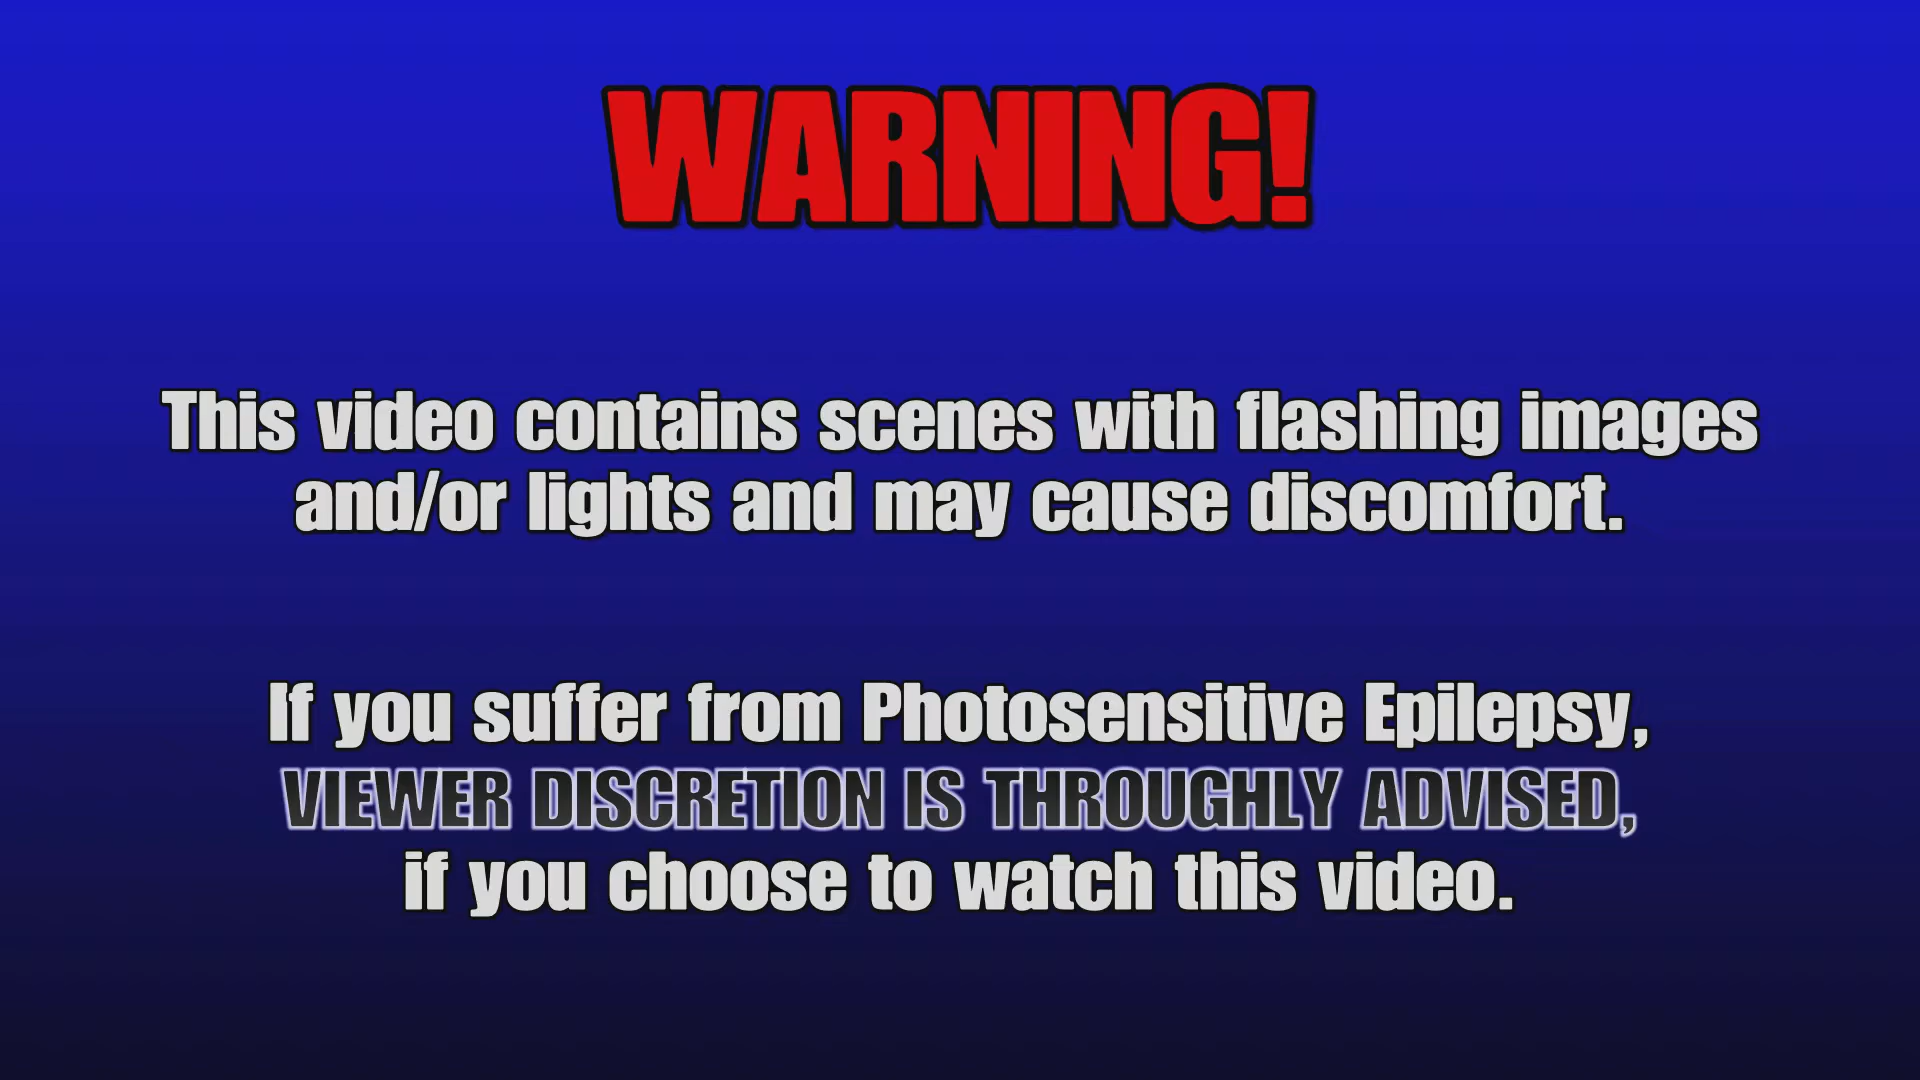 WARNING!
This video contains scenes with flashing images
and/or lights and may cause discomfort.
If you suffer from Photosensitive Epilepsy,
VIEWER DISCRETION IS THROUGHLY ADVISED,
if you choose to watch this video.